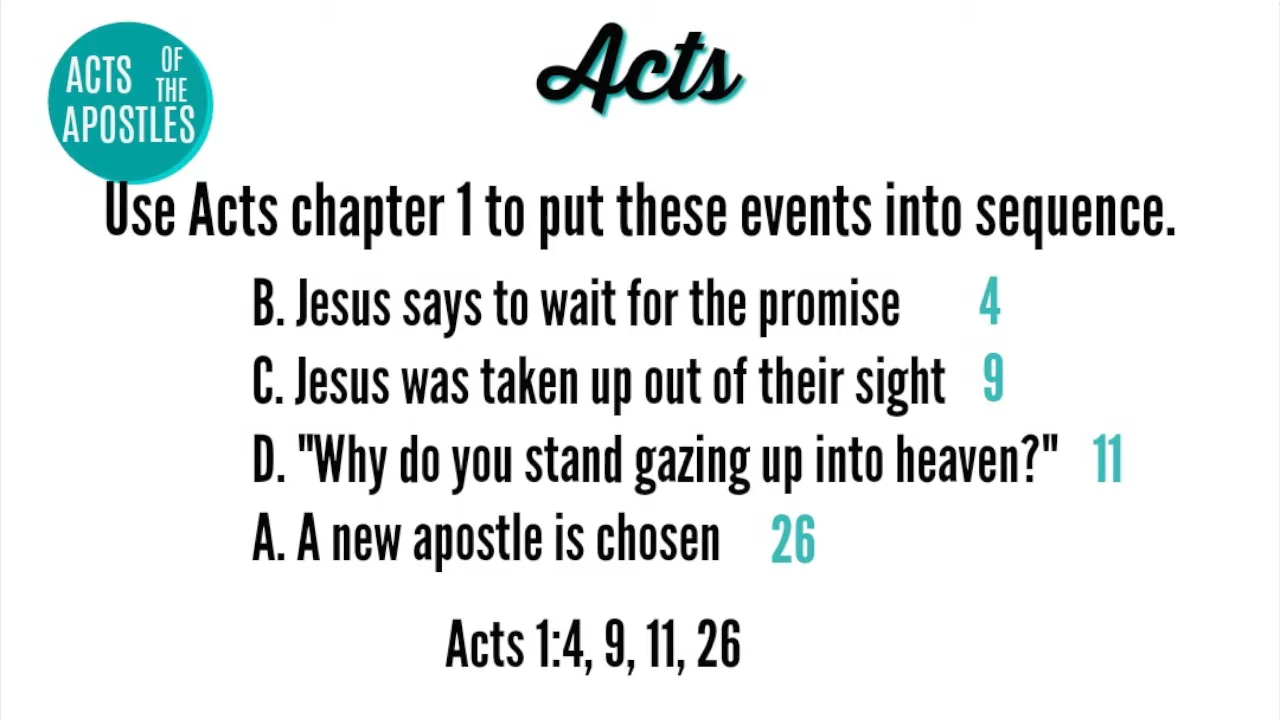 Acts
ACTS OF THE
APOSTLES
Use Acts chapter 1 to put these events into sequence.
B. Jesus says to wait for the promise 4
C. Jesus was taken up out of their sight 9
D. "Why do you stand gazing up into heaven?" 11
A. A new apostle is chosen 26
Acts 1:4, 9, 11, 26